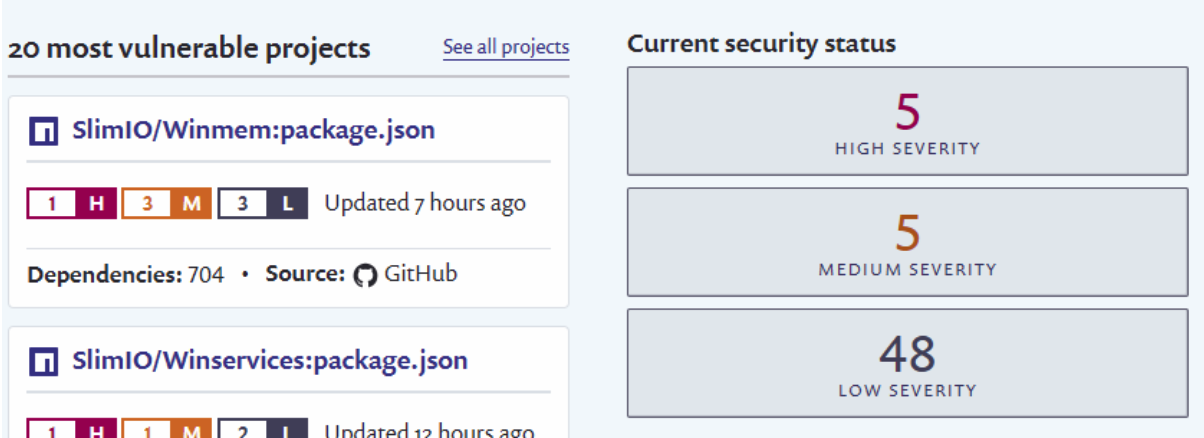 20 most vulnerable projects See all projects
SlimIO/Winmem:package.json
1 H 3 M 3 L Updated 7 hours ago
Dependencies: 704 • Source: GitHub
SlimIO/Winservices:package.json
1 H 1 M 2 L Updated 12 hours ago
Current security status
5
HIGH SEVERITY
5
MEDIUM SEVERITY
48
LOW SEVERITY